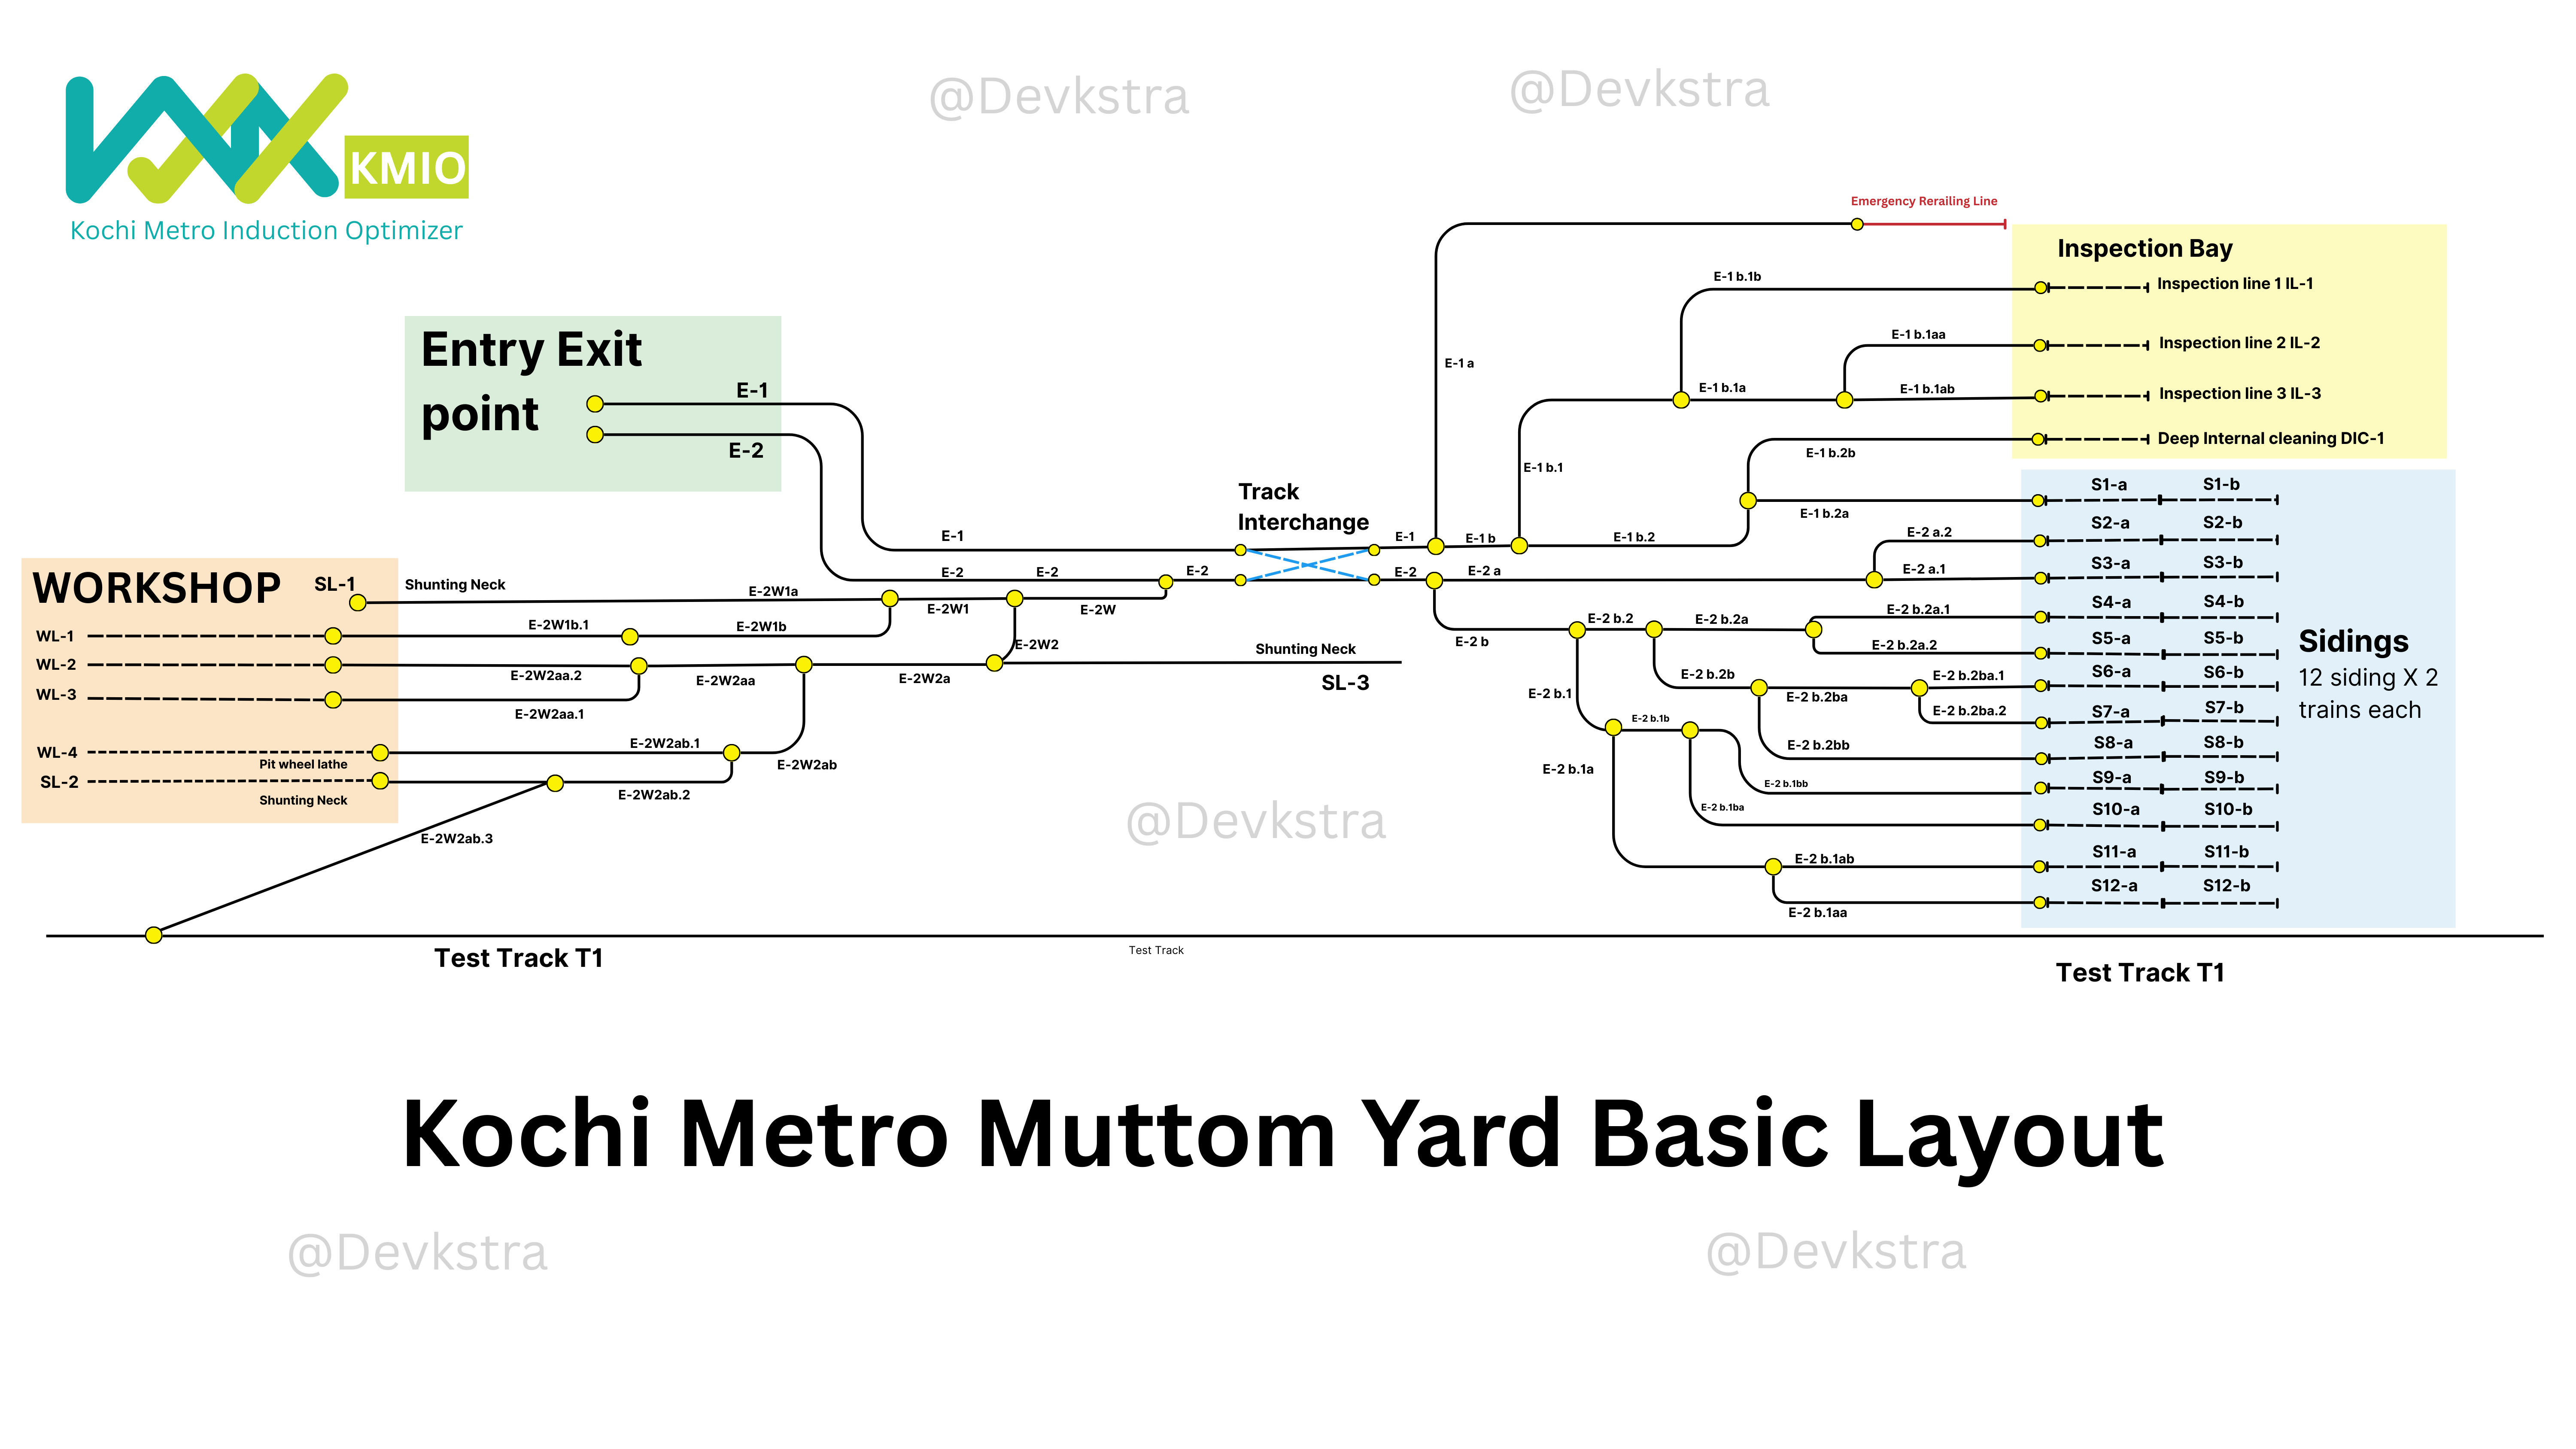 @Devkstra
@Devkstra
KMIO
Kochi Metro Induction Optimizer
Emergency Rerailing Line
Inspection Bay
E-1 b.1b
Inspection line 1 IL-1
Entry Exit
point
E-1
E-2
E-1 a
E-1 b.1aa
Inspection line 2 IL-2
E-1 b.1a
E-1 b.1ab
Inspection line 3 IL-3
Deep Internal cleaning DIC-1
E-1 b.2b
E-1 b.1
Track
Interchange
E-1
E-1
E-1 b
E-1 b.2
E-1 b.2a
S1-a
S1-b
E-2 a.2
S2-a
S2-b
E-2
E-2
E-2
E-2
E-2 a
E-2 a.1
S3-a
S3-b
WORKSHOP
SL-1
Shunting Neck
E-2W1a
E-2W1
E-2W
WL-1
E-2W1b.1
E-2W1b
E-2W2
Shunting Neck
SL-3
WL-2
E-2W2aa.2
E-2W2aa
E-2W2a
WL-3
E-2W2aa.1
WL-4
Pit wheel lathe
E-2W2ab.1
E-2W2ab
SL-2
Shunting Neck
E-2W2ab.2
E-2W2ab.3
E-2 b
E-2 b.2
E-2 b.2a
E-2 b.2a.1
S4-a
S4-b
E-2 b.2a.2
S5-a
S5-b
Sidings
12 siding X 2
trains each
E-2 b.2b
E-2 b.2ba
E-2 b.2ba.1
S6-a
S6-b
E-2 b.2ba.2
S7-a
S7-b
E-2 b.1
E-2 b.1b
E-2 b.2bb
S8-a
S8-b
E-2 b.1a
E-2 b.1bb
S9-a
S9-b
E-2 b.1ba
S10-a
S10-b
@Devkstra
E-2 b.1ab
S11-a
S11-b
E-2 b.1aa
S12-a
S12-b
Test Track T1
Test Track
Test Track T1
Kochi Metro Muttom Yard Basic Layout
@Devkstra
@Devkstra